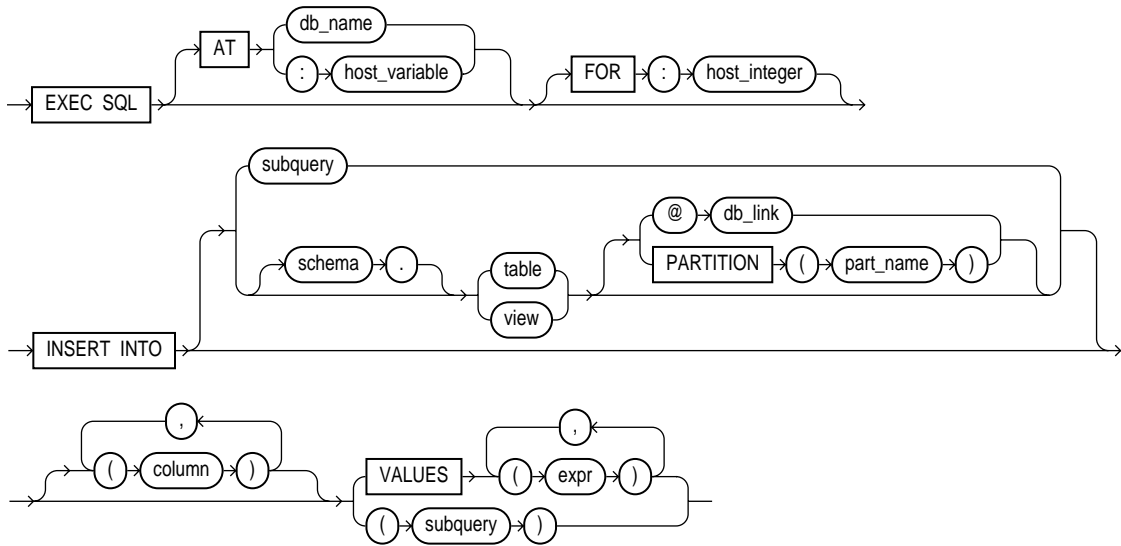 db_name
AT
: host_variable
FOR : host_integer
EXEC SQL
subquery
@ db_link
schema . table
PARTITION ( part_name )
view
INSERT INTO
,
( column )
,
VALUES ( expr )
( subquery )